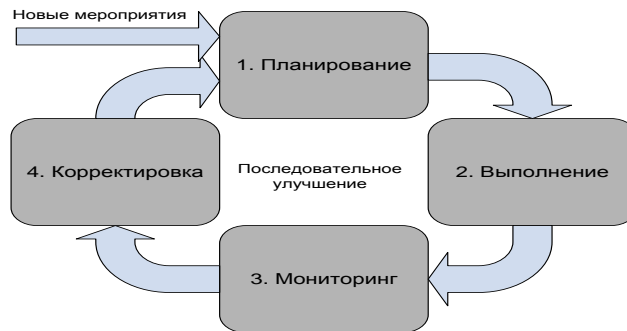 Новые мероприятия
1. Планирование
4. Корректировка
Последовательное
улучшение
2. Выполнение
3. Мониторинг